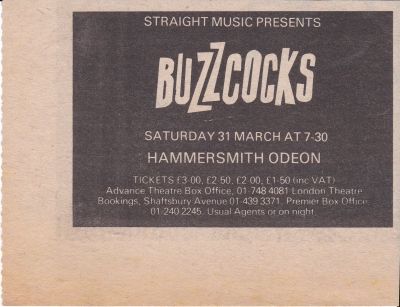 STRAIGHT MUSIC PRESENTS
BUZZCOCKS
SATURDAY 31 MARCH AT 7-30
HAMMERSMITH ODEON
TICKETS £3·00, £2·50, £2·00, £1·50 (inc VAT)
Advance Theatre Box Office, 01-748 4081 London Theatre
Bookings, Shaftsbury Avenue 01-439 3371, Premier Box Office
01-240 2245. Usual Agents or on night